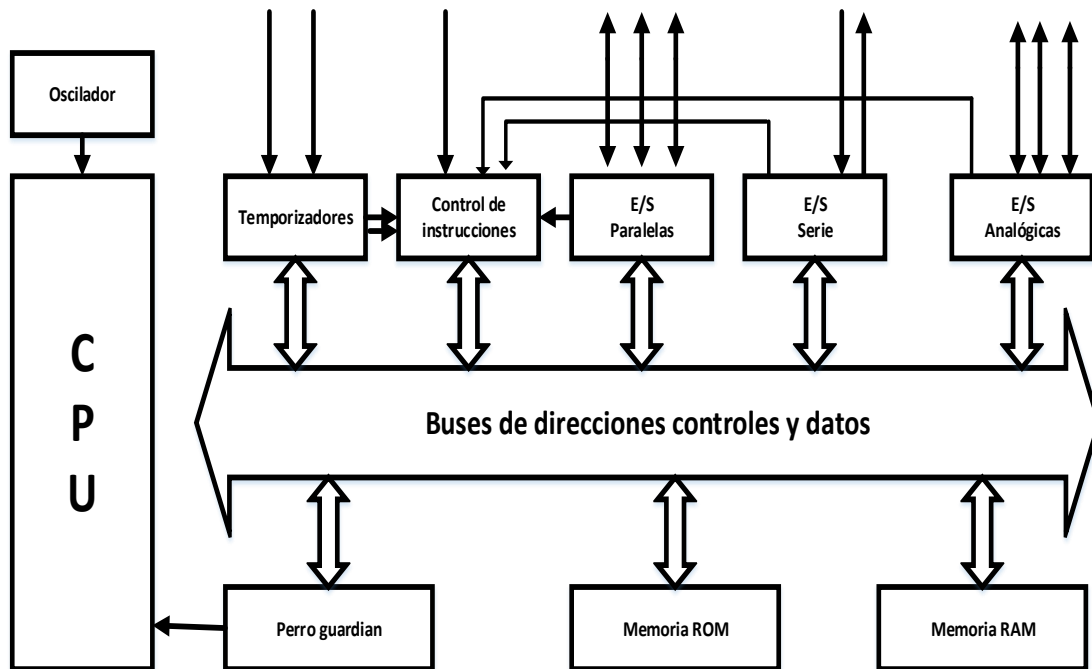 Oscilador
Temporizadores
Control de
instrucciones
E/S
Paralelas
E/S
Serie
E/S
Analógicas
C
P
U
Buses de direcciones controles y datos
Perro guardian
Memoria ROM
Memoria RAM